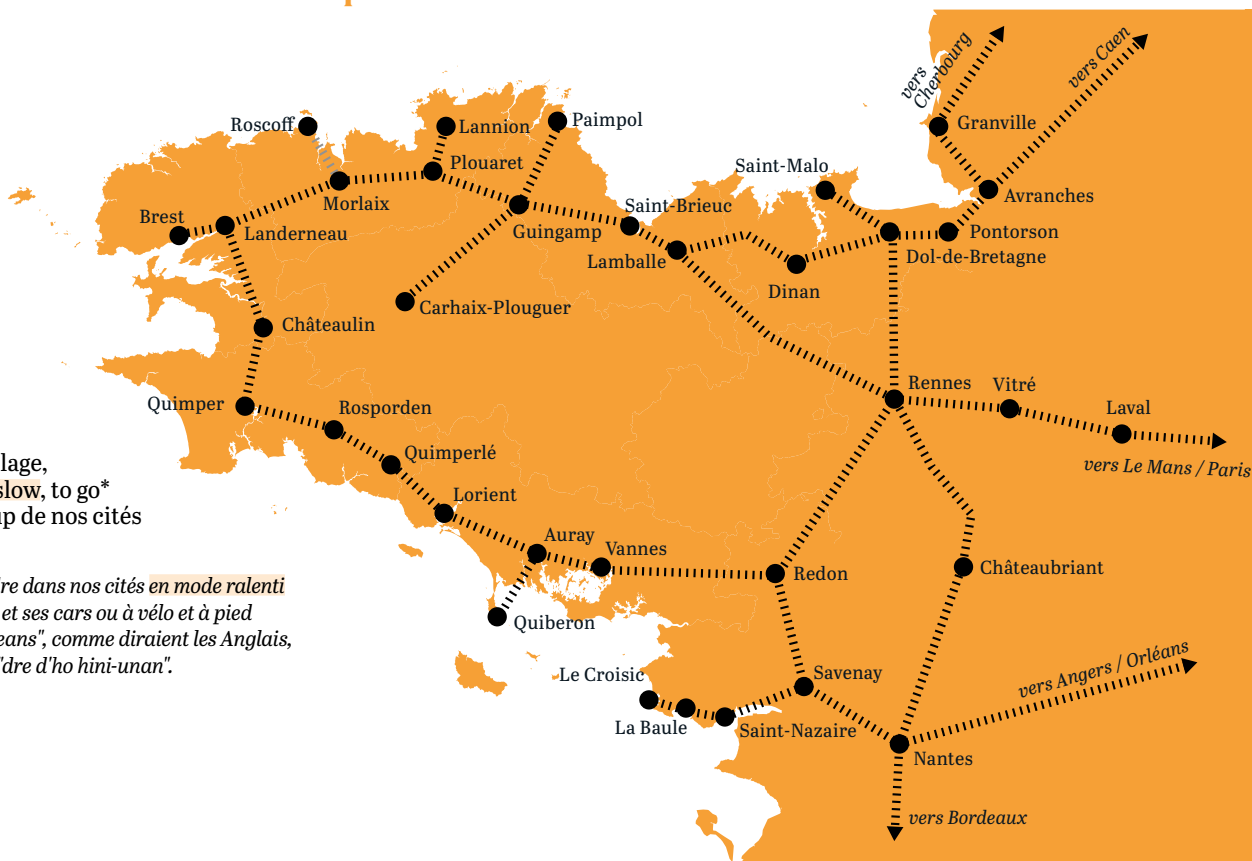 vers
Cherbourg
vers Caen
Roscoff
Lannion
Paimpol
Granville
Plouaret
Saint-Malo
Morlaix
Avranches
Brest
Landerneau
Guingamp
Saint-Brieuc
Pontorson
Lamballe
Dol-de-Bretagne
Dinan
Carhaix-Plouguer
Châteaulin
Rennes
Vitré
Quimper
Rosporden
Laval
Quimperlé
vers Le Mans / Paris
lage,
slow, to go*
up de nos cités
Lorient
Auray
Vannes
Redon
Châteaubriant
re dans nos cités en mode ralenti
et ses cars ou à vélo et à pied
eans", comme diraient les Anglais,
"dre d'ho hini-unan".
Quiberon
Le Croisic
Savenay
vers Angers / Orléans
La Baule
Saint-Nazaire
Nantes
vers Bordeaux